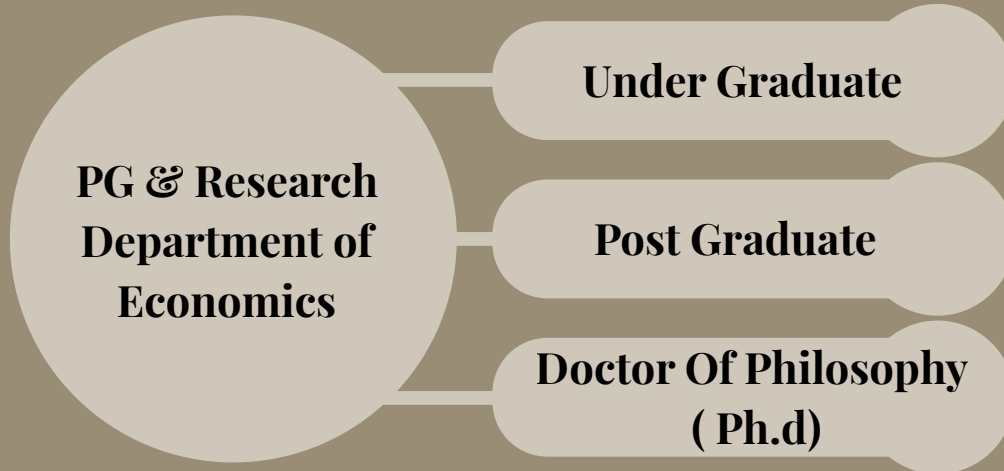 PG & Research
Department of
Economics
Under Graduate
Post Graduate
Doctor Of Philosophy
( Ph.d)